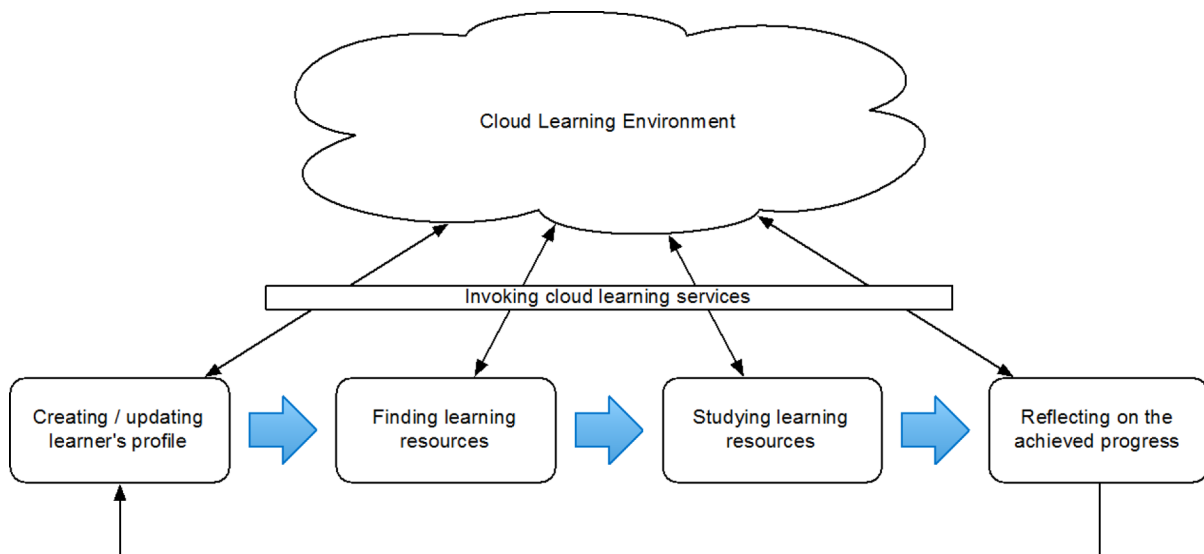 Cloud Learning Environment
Invoking cloud learning services
Creating / updating
learner's profile
Finding learning
resources
Studying learning
resources
Reflecting on the
achieved progress